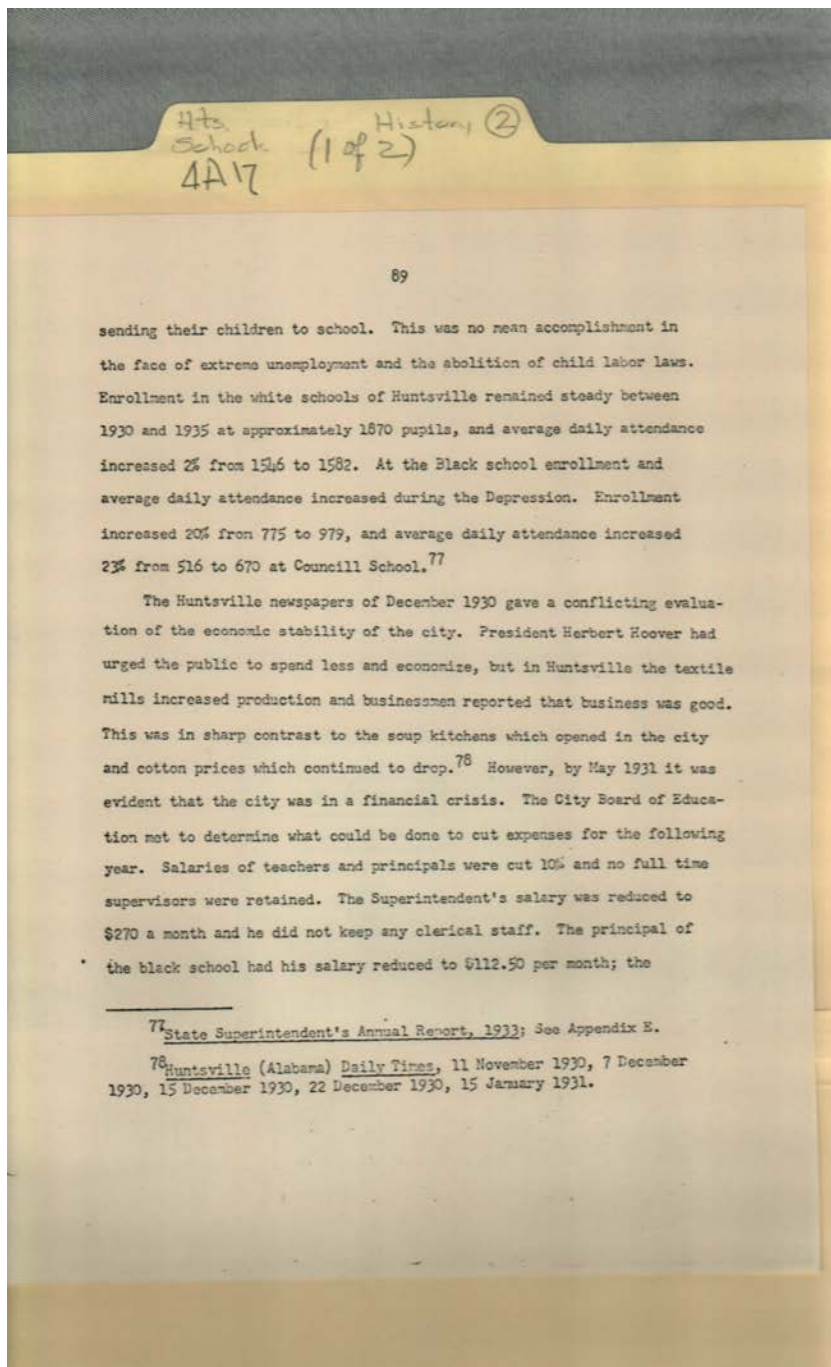 Hts. History ②
School (1 of 2)
4A17
89
sending their children to school. This was no mean accomplishment in
the face of extreme unemployment and the abolition of child labor laws.
Enrollment in the white schools of Huntsville remained steady between
1930 and 1935 at approximately 1870 pupils, and average daily attendance
increased 2% from 1546 to 1582. At the Black school enrollment and
average daily attendance increased during the Depression. Enrollment
increased 20% from 775 to 979, and average daily attendance increased
23% from 516 to 670 at Councill School.77
The Huntsville newspapers of December 1930 gave a conflicting evalua-
tion of the economic stability of the city. President Herbert Hoover had
urged the public to spend less and economize, but in Huntsville the textile
mills increased production and businessmen reported that business was good.
This was in sharp contrast to the soup kitchens which opened in the city
and cotton prices which continued to drop.78 However, by May 1931 it was
evident that the city was in a financial crisis. The City Board of Educa-
tion met to determine what could be done to cut expenses for the following
year. Salaries of teachers and principals were cut 10% and no full time
supervisors were retained. The Superintendent's salary was reduced to
$270 a month and he did not keep any clerical staff. The principal of
the black school had his salary reduced to $112.50 per month; the
77State Superintendent's Annual Report, 1933; See Appendix E.
78Huntsville (Alabama) Daily Times, 11 November 1930, 7 December
1930, 15 December 1930, 22 December 1930, 15 January 1931.